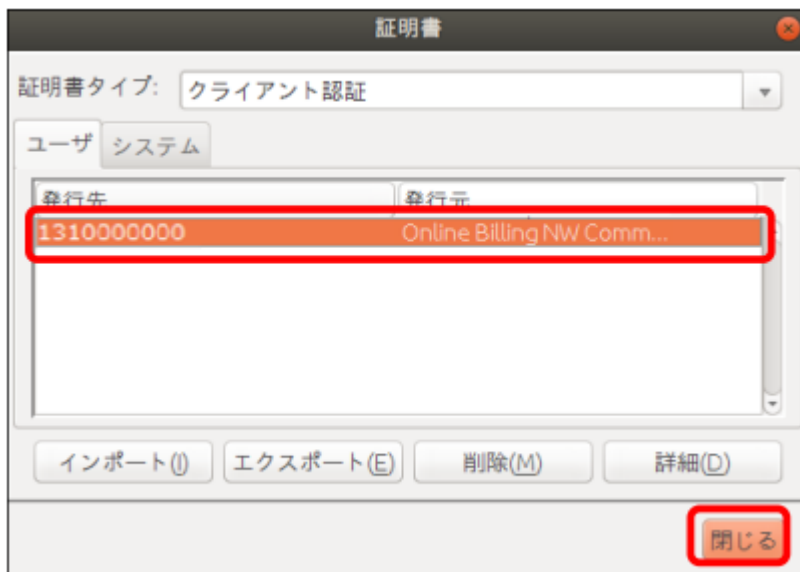 証明書
証明書タイプ: クライアント認証
ユーザ システム
発行先 発行元
1310000000 Online Billing NW Comm...
インポート(I) エクスポート(E) 削除(M) 詳細(D)
閉じる